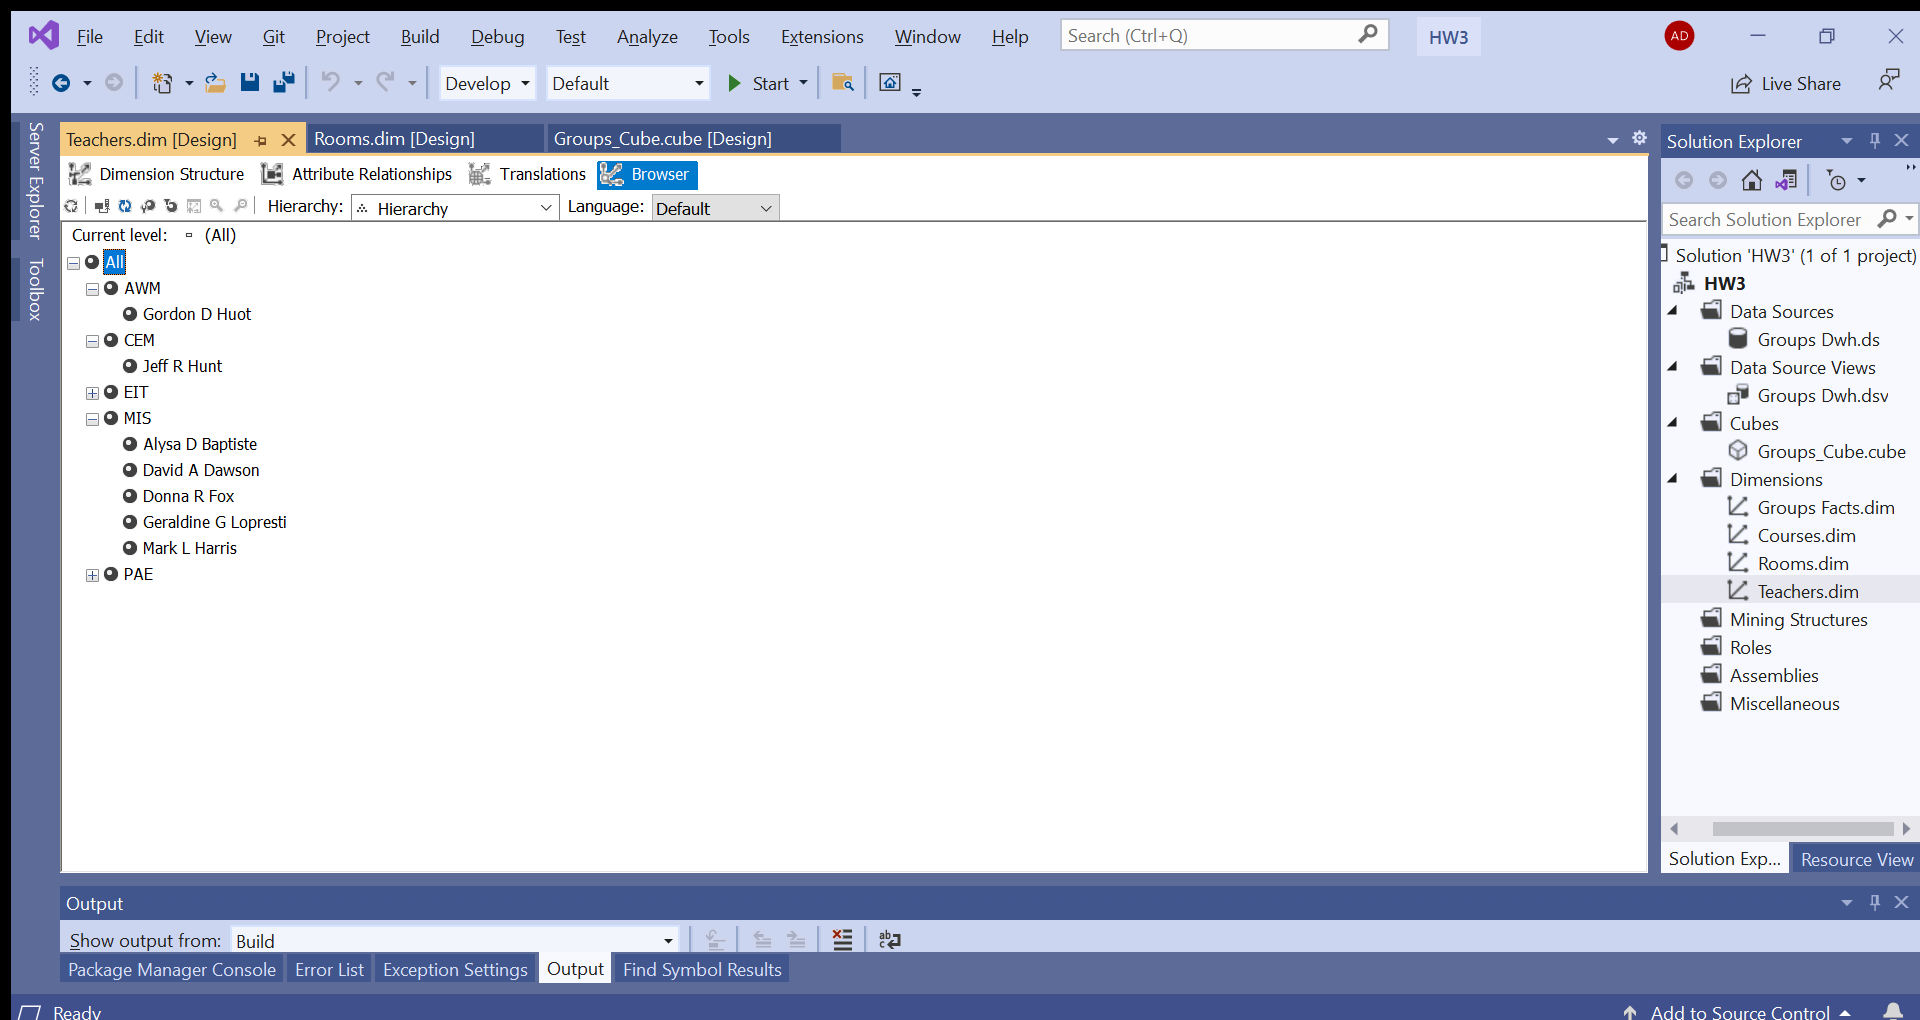 File Edit View Git Project Build Debug Test Analyze Tools Extensions Window Help Search (Ctrl+Q) HW3 AD
Develop Default Start Live Share
Server Explorer
Toolbox
Teachers.dim [Design] Rooms.dim [Design] Groups_Cube.cube [Design]
Dimension Structure Attribute Relationships Translations Browser
Hierarchy: Hierarchy Language: Default
Current level: (All)
All
AWM
Gordon D Huot
CEM
Jeff R Hunt
EIT
MIS
Alysa D Baptiste
David A Dawson
Donna R Fox
Geraldine G Lopresti
Mark L Harris
PAE
Solution Explorer
Search Solution Explorer
Solution 'HW3' (1 of 1 project)
HW3
Data Sources
Groups Dwh.ds
Data Source Views
Groups Dwh.dsv
Cubes
Groups_Cube.cube
Dimensions
Groups Facts.dim
Courses.dim
Rooms.dim
Teachers.dim
Mining Structures
Roles
Assemblies
Miscellaneous
Solution Exp... Resource View
Output
Show output from: Build
Package Manager Console Error List Exception Settings Output Find Symbol Results
Ready Add to Source Control